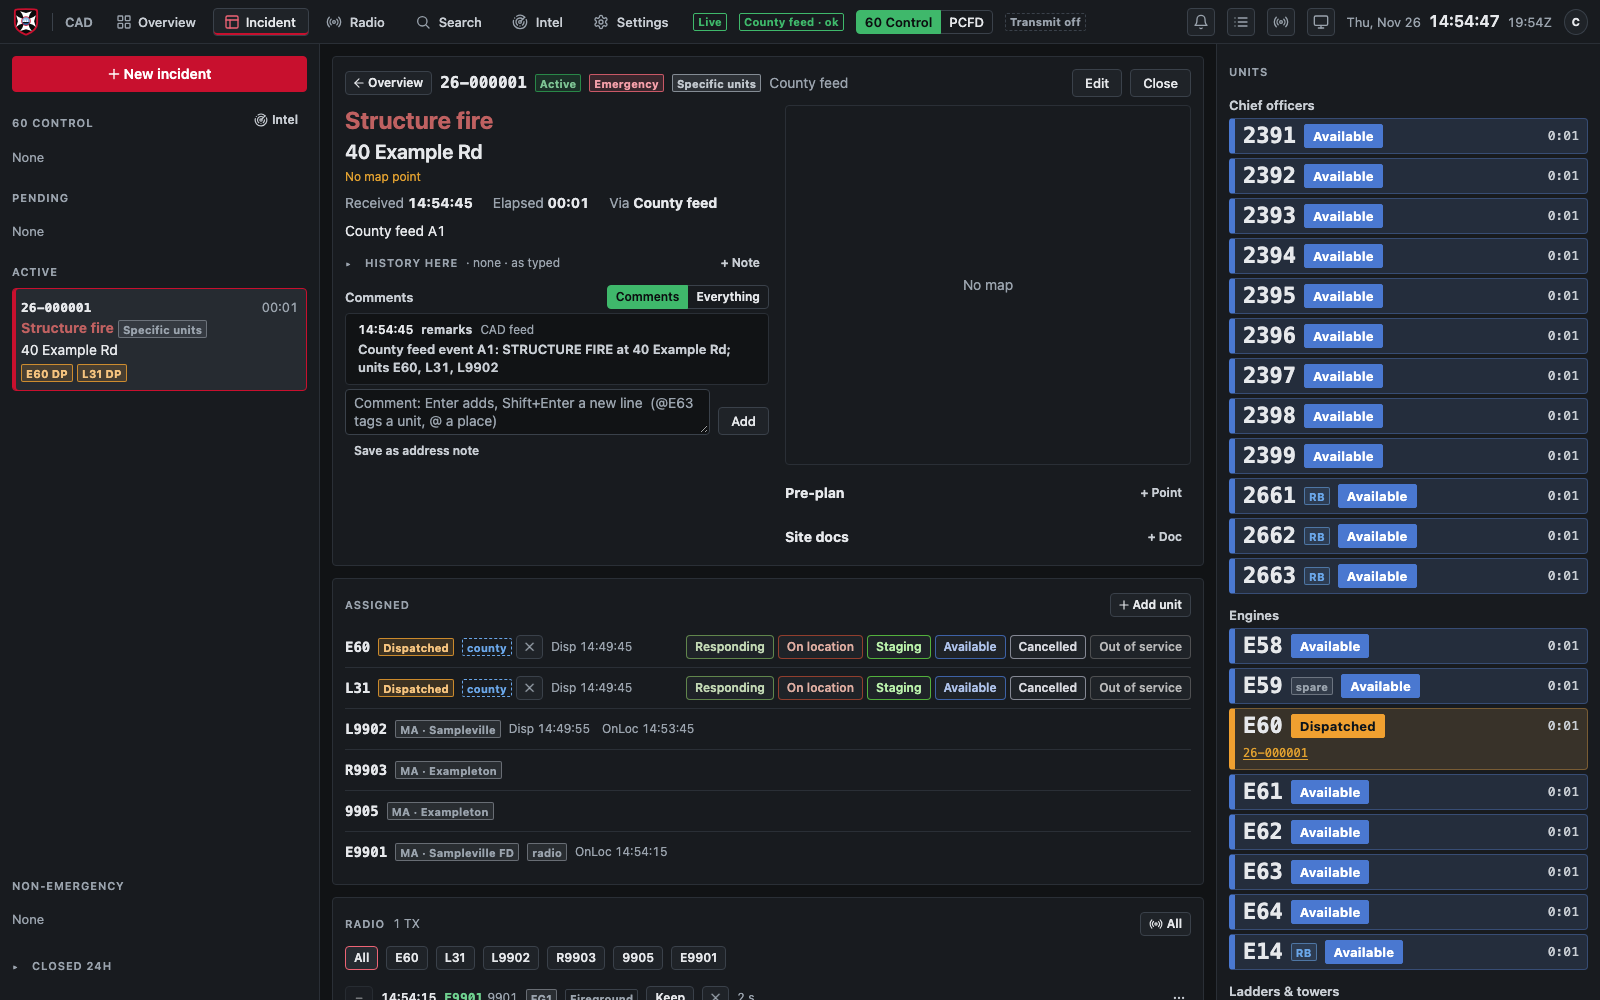 CAD Overview Incident Radio Search Intel Settings Live County feed · ok 60 Control PCFD Transmit off Thu, Nov 26 14:54:47 19:54Z C
+ New incident
60 CONTROL Intel
None
PENDING
None
ACTIVE
26-000001 00:01
Structure fire Specific units
40 Example Rd
E60 DP L31 DP
NON-EMERGENCY
None
CLOSED 24H
← Overview 26-000001 Active Emergency Specific units County feed Edit Close
Structure fire
40 Example Rd
No map point
Received 14:54:45 Elapsed 00:01 Via County feed
County feed A1
HISTORY HERE · none · as typed + Note
Comments Comments Everything
14:54:45 remarks CAD feed
County feed event A1: STRUCTURE FIRE at 40 Example Rd;
units E60, L31, L9902
Comment: Enter adds, Shift+Enter a new line (@E63
tags a unit, @ a place)
Add
Save as address note
No map
Pre-plan + Point
Site docs + Doc
ASSIGNED + Add unit
E60 Dispatched county × Disp 14:49:45 Responding On location Staging Available Cancelled Out of service
L31 Dispatched county × Disp 14:49:45 Responding On location Staging Available Cancelled Out of service
L9902 MA · Sampleville Disp 14:49:55 OnLoc 14:53:45
R9903 MA · Exampleton
9905 MA · Exampleton
E9901 MA · Sampleville FD radio OnLoc 14:54:15
RADIO 1 TX All
All E60 L31 L9902 R9903 9905 E9901
14:54:15 E9901 9901 FG1 Fireground Keep × 2 s ...
UNITS
Chief officers
2391 Available 0:01
2392 Available 0:01
2393 Available 0:01
2394 Available 0:01
2395 Available 0:01
2396 Available 0:01
2397 Available 0:01
2398 Available 0:01
2399 Available 0:01
2661 RB Available 0:01
2662 RB Available 0:01
2663 RB Available 0:01
Engines
E58 Available 0:01
E59 spare Available 0:01
E60 Dispatched 0:01
26-000001
E61 Available 0:01
E62 Available 0:01
E63 Available 0:01
E64 Available 0:01
E14 RB Available 0:01
Ladders & towers